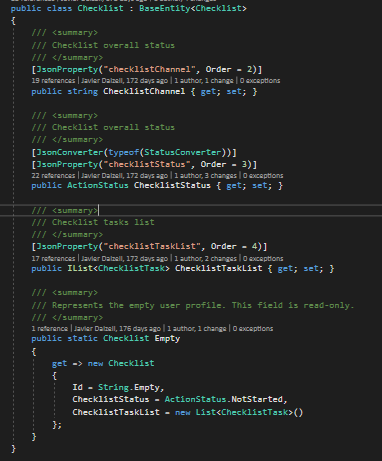 public class Checklist : BaseEntity<Checklist>
{
/// <summary>
/// Checklist overall status
/// </summary>
[JsonProperty("checklistChannel", Order = 2)]
19 references | Javier Dalzell, 172 days ago | 1 author, 1 change | 0 exceptions
public string ChecklistChannel { get; set; }
/// <summary>
/// Checklist overall status
/// </summary>
[JsonConverter(typeof(StatusConverter))]
[JsonProperty("checklistStatus", Order = 3)]
22 references | Javier Dalzell, 172 days ago | 1 author, 3 changes | 0 exceptions
public ActionStatus ChecklistStatus { get; set; }
/// <summary>
/// Checklist tasks list
/// </summary>
[JsonProperty("checklistTaskList", Order = 4)]
17 references | Javier Dalzell, 172 days ago | 1 author, 2 changes | 0 exceptions
public IList<ChecklistTask> ChecklistTaskList { get; set; }
/// <summary>
/// Represents the empty user profile. This field is read-only.
/// </summary>
1 reference | Javier Dalzell, 176 days ago | 1 author, 1 change | 0 exceptions
public static Checklist Empty
{
get => new Checklist
{
Id = String.Empty,
ChecklistStatus = ActionStatus.NotStarted,
ChecklistTaskList = new List<ChecklistTask>()
};
}
}